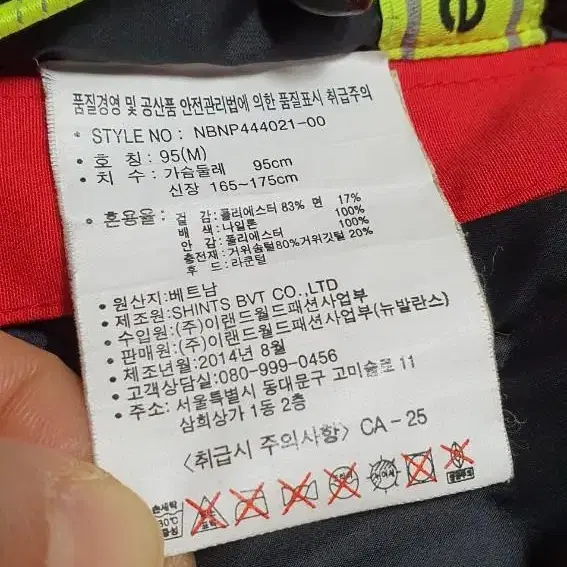 e
품질경영 및 공산품 안전관리법에 의한 품질표시 취급주의
• STYLE NO : NBNP444021-00
• 호 칭 : 95(M)
• 치 수 : 가슴둘레 95cm
신장 165~175cm
• 혼용율 : 겉 감 : 폴리에스터 83% 면 17%
배 색 : 나일론 100%
안 감 : 폴리에스터 100%
충전재 : 거위솜털80%거위깃털 20%
후 드 : 라쿤털
• 원산지 : 베트남
• 제조원 : SHINTS BVT CO.,LTD
• 수입원 : (주)이랜드월드패션사업부
• 판매원 : (주)이랜드월드패션사업부(뉴발란스)
• 제조년월 : 2014년 8월
• 고객상담실 : 080-999-0456
• 주소: 서울특별시 동대문구 고미술로 11
삼희상가 1동 2층
<취급시 주의사항> CA-25
손세탁
30℃
중성